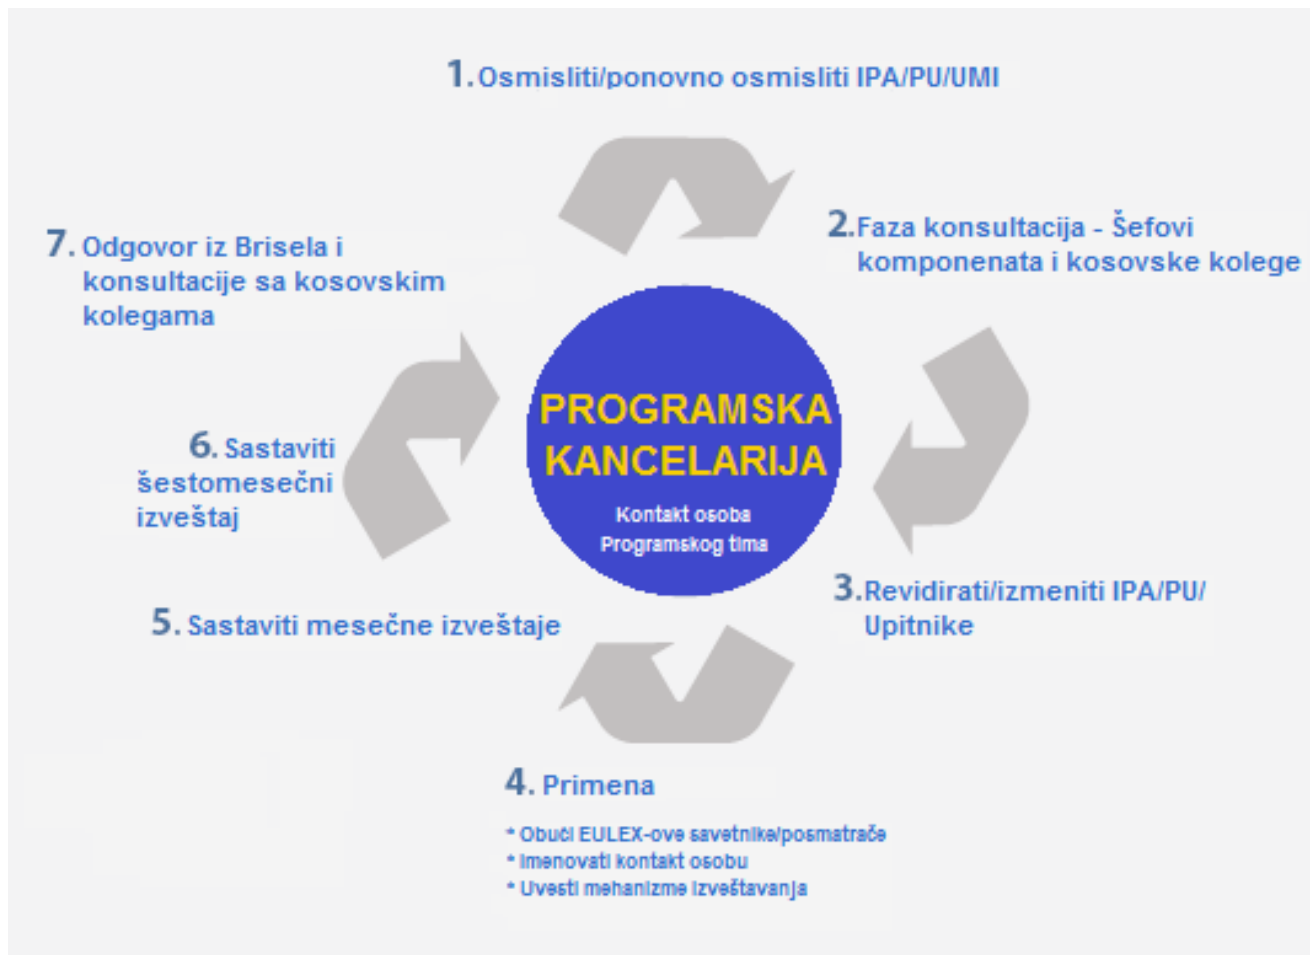 1. Osmisliti/ponovno osmisliti IPA/PU/UMI
2. Faza konsultacija - Šefovi
komponenata i kosovske kolege
3. Revidirati/izmeniti IPA/PU/
Upitnike
4. Primena
* Obući EULEX-ove savetnike/posmatrače
* Imenovati kontakt osobu
* Uvesti mehanizme izveštavanja
5. Sastaviti mesečne izveštaje
6. Sastaviti
šestomesečni
izveštaj
7. Odgovor iz Brisela i
konsultacije sa kosovskim
kolegama
PROGRAMSKA
KANCELARIJA
Kontakt osoba
Programskog tima